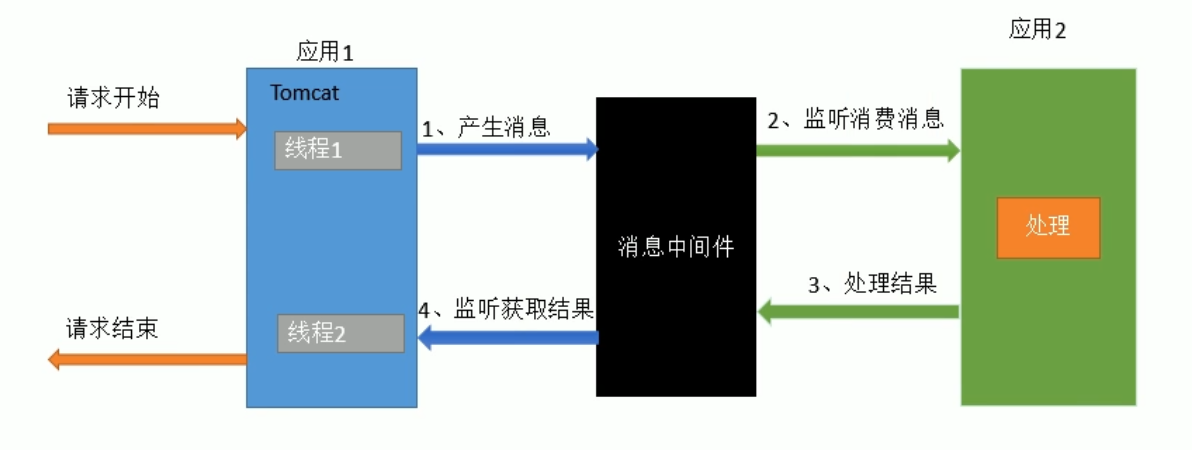 应用1
应用2
请求开始
Tomcat
线程1
1、产生消息
2、监听消费消息
消息中间件
处理
3、处理结果
4、监听获取结果
请求结束
线程2